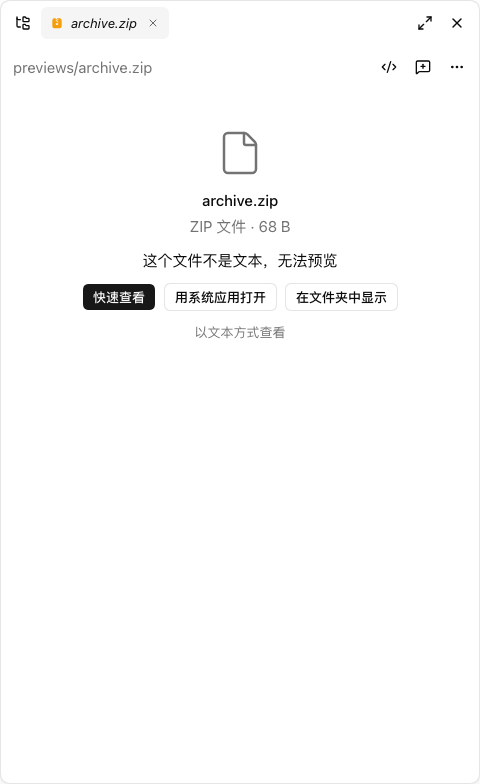 archive.zip
previews/archive.zip
archive.zip
ZIP 文件 · 68 B
这个文件不是文本，无法预览
快速查看
用系统应用打开
在文件夹中显示
以文本方式查看